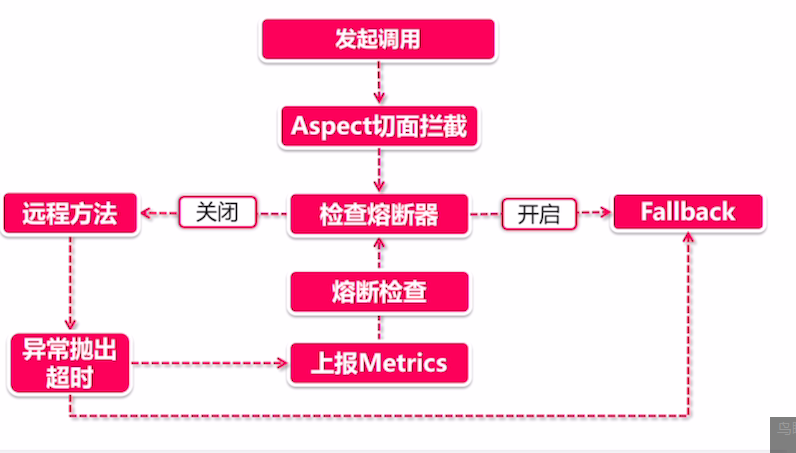 发起调用
Aspect切面拦截
远程方法
关闭
检查熔断器
开启
Fallback
熔断检查
异常抛出
超时
上报Metrics